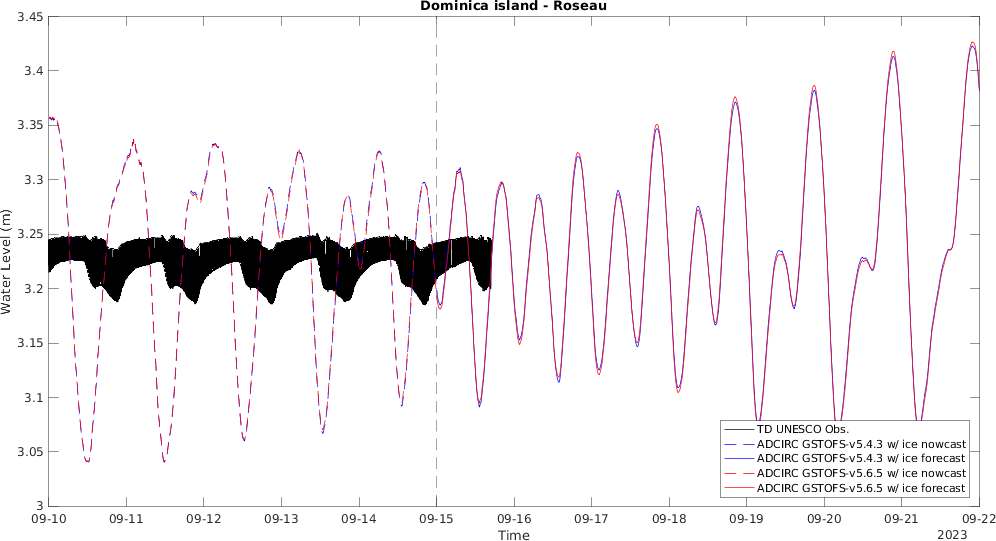 Dominica island - Roseau
3.45
3.4
3.35
3.3
3.25
3.2
3.15
3.1
3.05
3
Water Level (m)
09-10 09-11 09-12 09-13 09-14 09-15 09-16 09-17 09-18 09-19 09-20 09-21 09-22
Time
2023
TD UNESCO Obs.
ADCIRC GSTOFS-v5.4.3 w/ ice nowcast
ADCIRC GSTOFS-v5.4.3 w/ ice forecast
ADCIRC GSTOFS-v5.6.5 w/ ice nowcast
ADCIRC GSTOFS-v5.6.5 w/ ice forecast